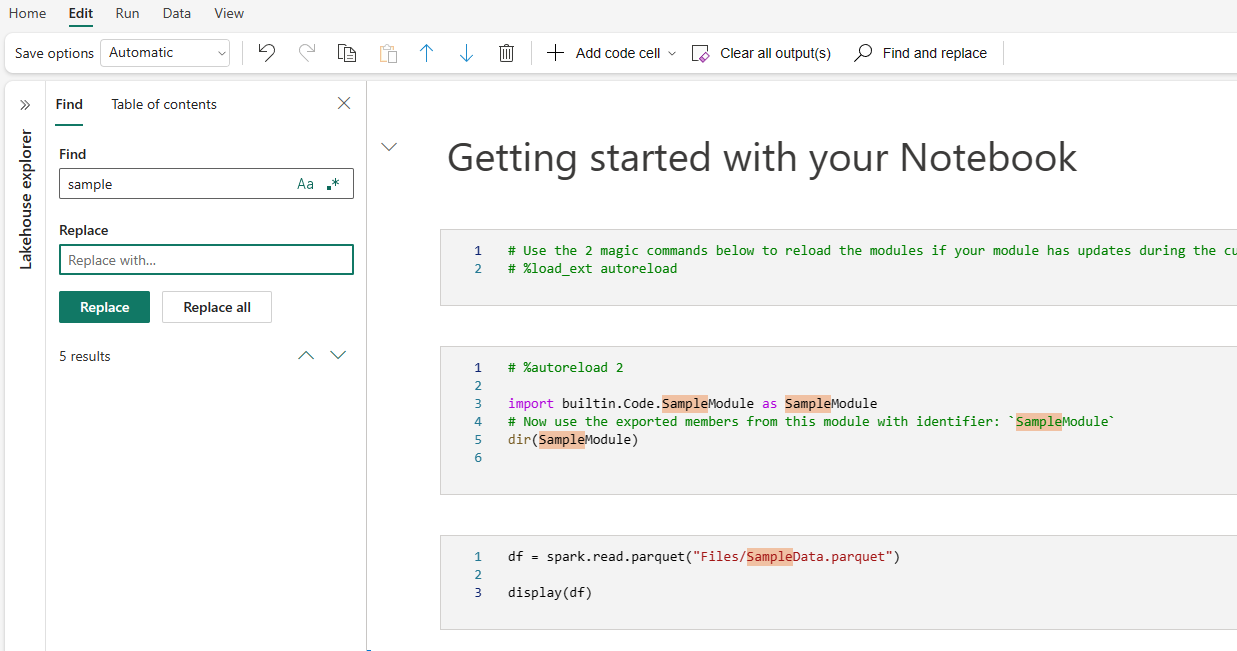 Home Edit Run Data View
Save options Automatic Add code cell Clear all output(s) Find and replace
Lakehouse explorer
Find Table of contents
Find
sample Aa .*
Replace
Replace with...
Replace Replace all
5 results
Getting started with your Notebook
1 # Use the 2 magic commands below to reload the modules if your module has updates during the cu
2 # %load_ext autoreload
1 # %autoreload 2
2
3 import builtin.Code.SampleModule as SampleModule
4 # Now use the exported members from this module with identifier: `SampleModule`
5 dir(SampleModule)
6
1 df = spark.read.parquet("Files/SampleData.parquet")
2
3 display(df)